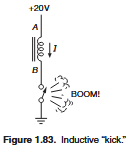 +20V
A
I
B
BOOM!
Figure 1.83. Inductive “kick.”